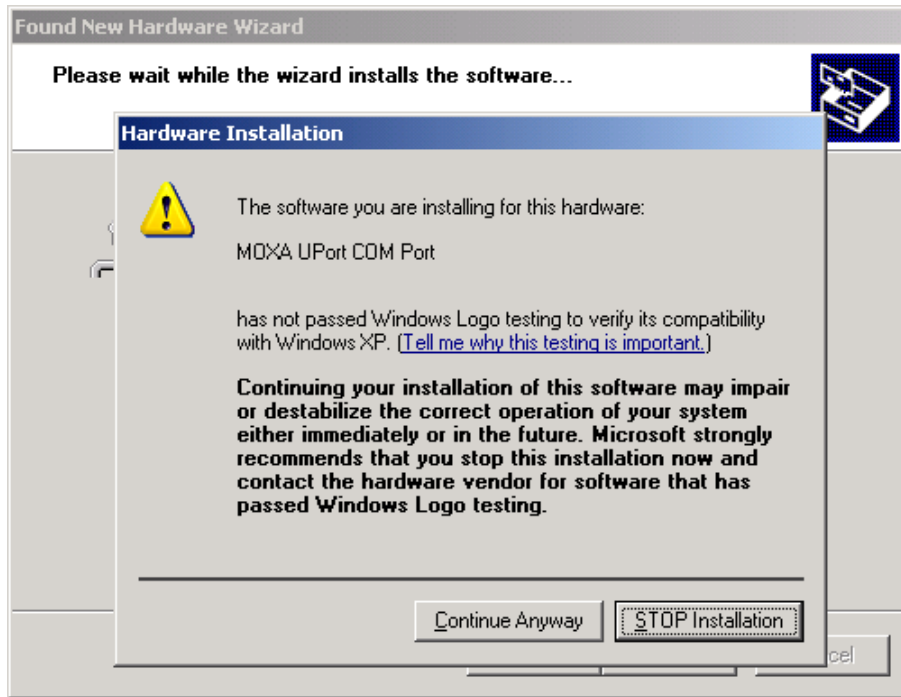 Found New Hardware Wizard
Please wait while the wizard installs the software...
Hardware Installation
The software you are installing for this hardware:
MOXA UPort COM Port
has not passed Windows Logo testing to verify its compatibility
with Windows XP. (Tell me why this testing is important.)
Continuing your installation of this software may impair
or destabilize the correct operation of your system
either immediately or in the future. Microsoft strongly
recommends that you stop this installation now and
contact the hardware vendor for software that has
passed Windows Logo testing.
Continue Anyway
STOP Installation
cel